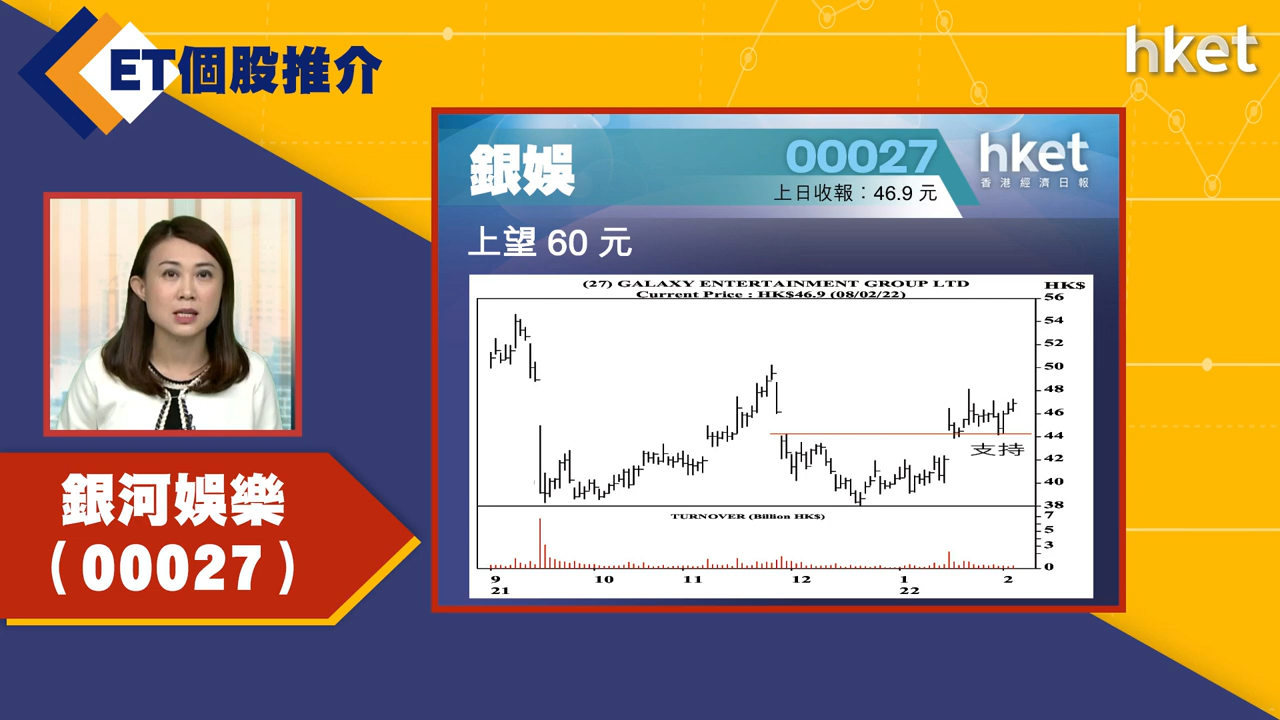 ET個股推介
hket
銀娛
00027
上日收報：46.9 元
hket
香港經濟日報
上望 60 元
(27) GALAXY ENTERTAINMENT GROUP LTD
HK$
Current Price : HK$46.9 (08/02/22)
56
54
52
50
48
46
44
支持
42
40
38
TURNOVER (Billion HK$)
7
5
3
0
9
10
11
12
1
2
21
22
銀河娛樂
（00027）